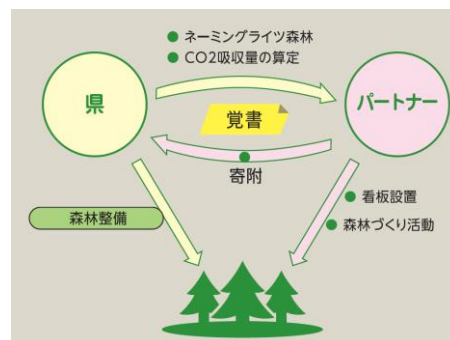 ネーミングライツ森林
CO2吸収量の算定
県
パートナー
覚書
寄附
看板設置
森林整備
森林づくり活動